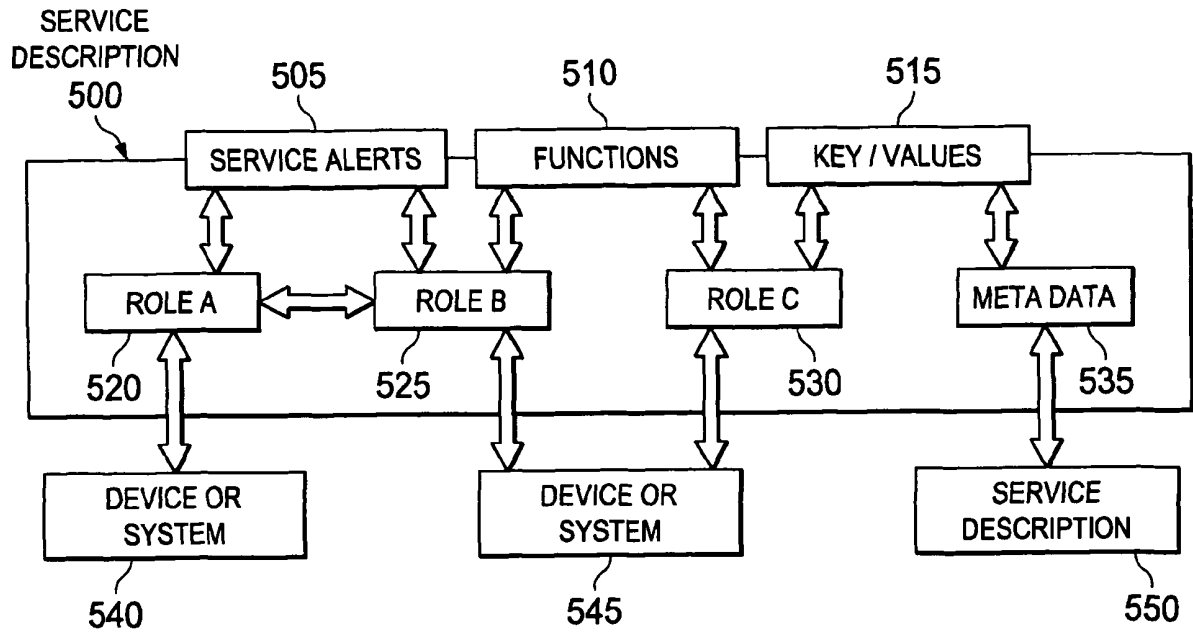 SERVICE
DESCRIPTION
500
505
510
515
SERVICE ALERTS
FUNCTIONS
KEY / VALUES
ROLE A
ROLE B
ROLE C
META DATA
520
525
530
535
DEVICE OR
SYSTEM
DEVICE OR
SYSTEM
SERVICE
DESCRIPTION
540
545
550